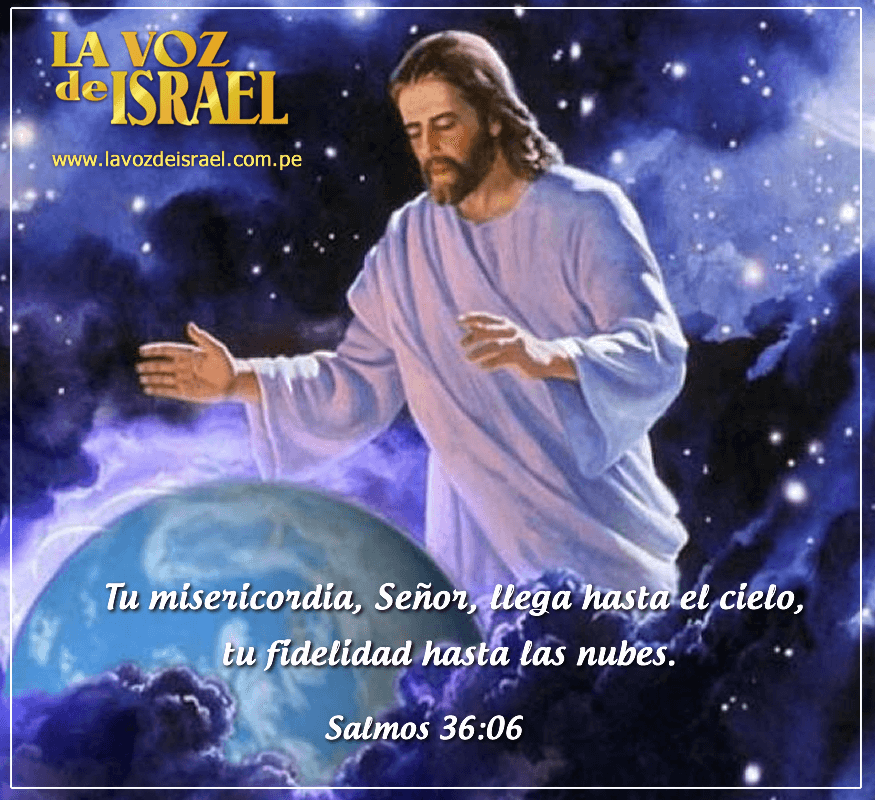 LA VOZ
de ISRAEL
www.lavozdeisrael.com.pe
Tu misericordia, Señor, llega hasta el cielo,
tu fidelidad hasta las nubes.
Salmos 36:06